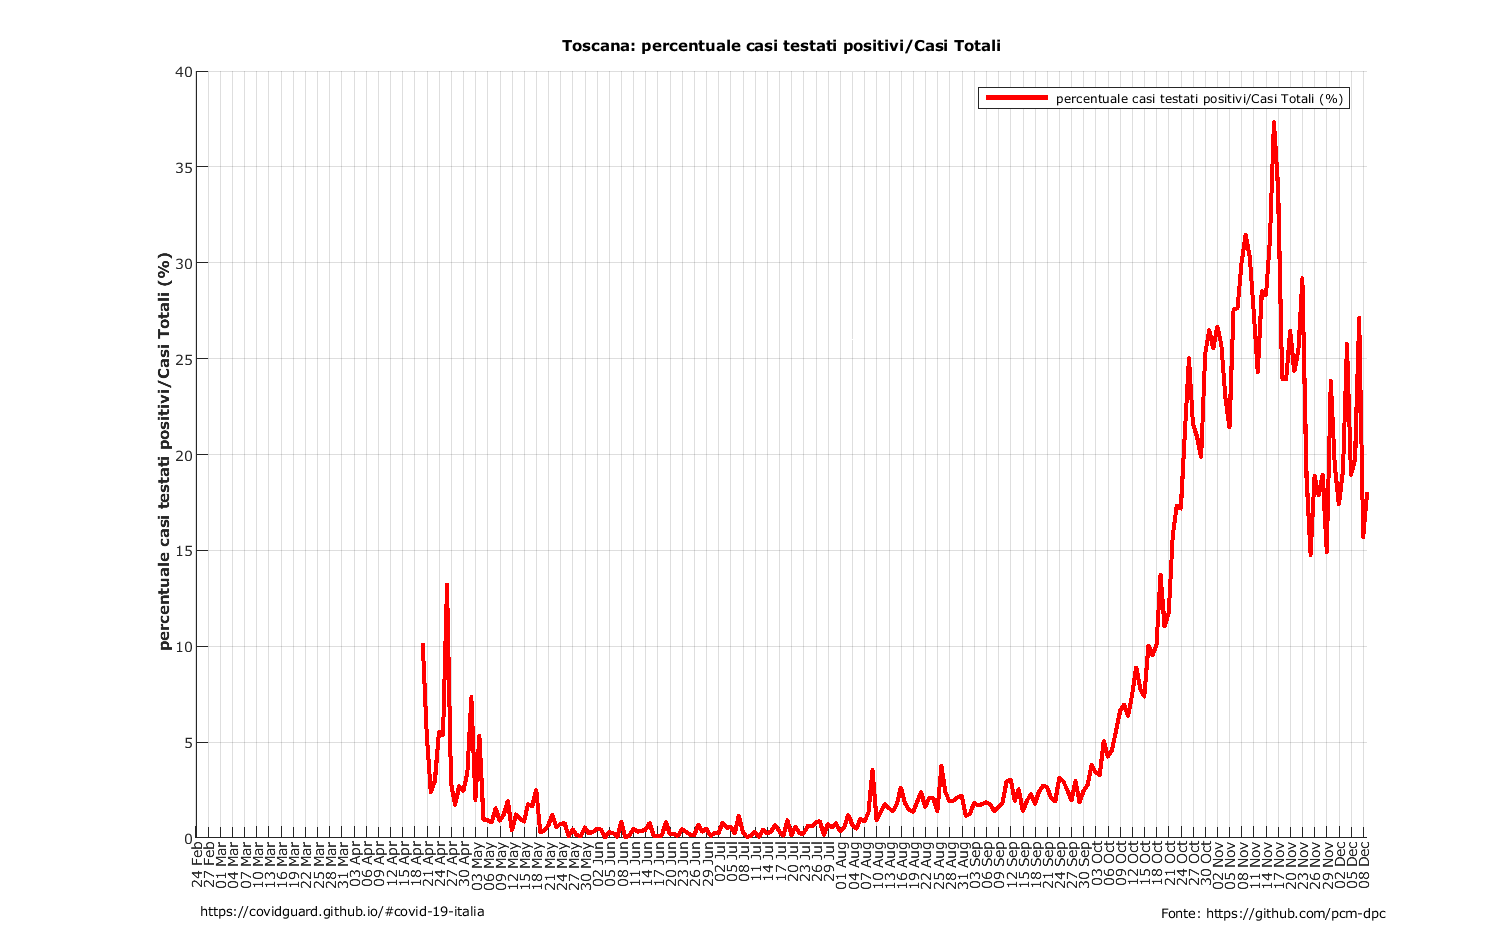 Toscana: percentuale casi testati positivi/Casi Totali
percentuale casi testati positivi/Casi Totali (%)
percentuale casi testati positivi/Casi Totali (%)
40
35
30
25
20
15
10
5
0
24 Feb
27 Feb
01 Mar
04 Mar
07 Mar
10 Mar
13 Mar
16 Mar
19 Mar
22 Mar
25 Mar
28 Mar
31 Mar
03 Apr
06 Apr
09 Apr
12 Apr
15 Apr
18 Apr
21 Apr
24 Apr
27 Apr
30 Apr
03 May
06 May
09 May
12 May
15 May
18 May
21 May
24 May
27 May
30 May
02 Jun
05 Jun
08 Jun
11 Jun
14 Jun
17 Jun
20 Jun
23 Jun
26 Jun
29 Jun
02 Jul
05 Jul
08 Jul
11 Jul
14 Jul
17 Jul
20 Jul
23 Jul
26 Jul
29 Jul
01 Aug
04 Aug
07 Aug
10 Aug
13 Aug
16 Aug
19 Aug
22 Aug
25 Aug
28 Aug
31 Aug
03 Sep
06 Sep
09 Sep
12 Sep
15 Sep
18 Sep
21 Sep
24 Sep
27 Sep
30 Sep
03 Oct
06 Oct
09 Oct
12 Oct
15 Oct
18 Oct
21 Oct
24 Oct
27 Oct
30 Oct
02 Nov
05 Nov
08 Nov
11 Nov
14 Nov
17 Nov
20 Nov
23 Nov
26 Nov
29 Nov
02 Dec
05 Dec
08 Dec
https://covidguard.github.io/#covid-19-italia
Fonte: https://github.com/pcm-dpc